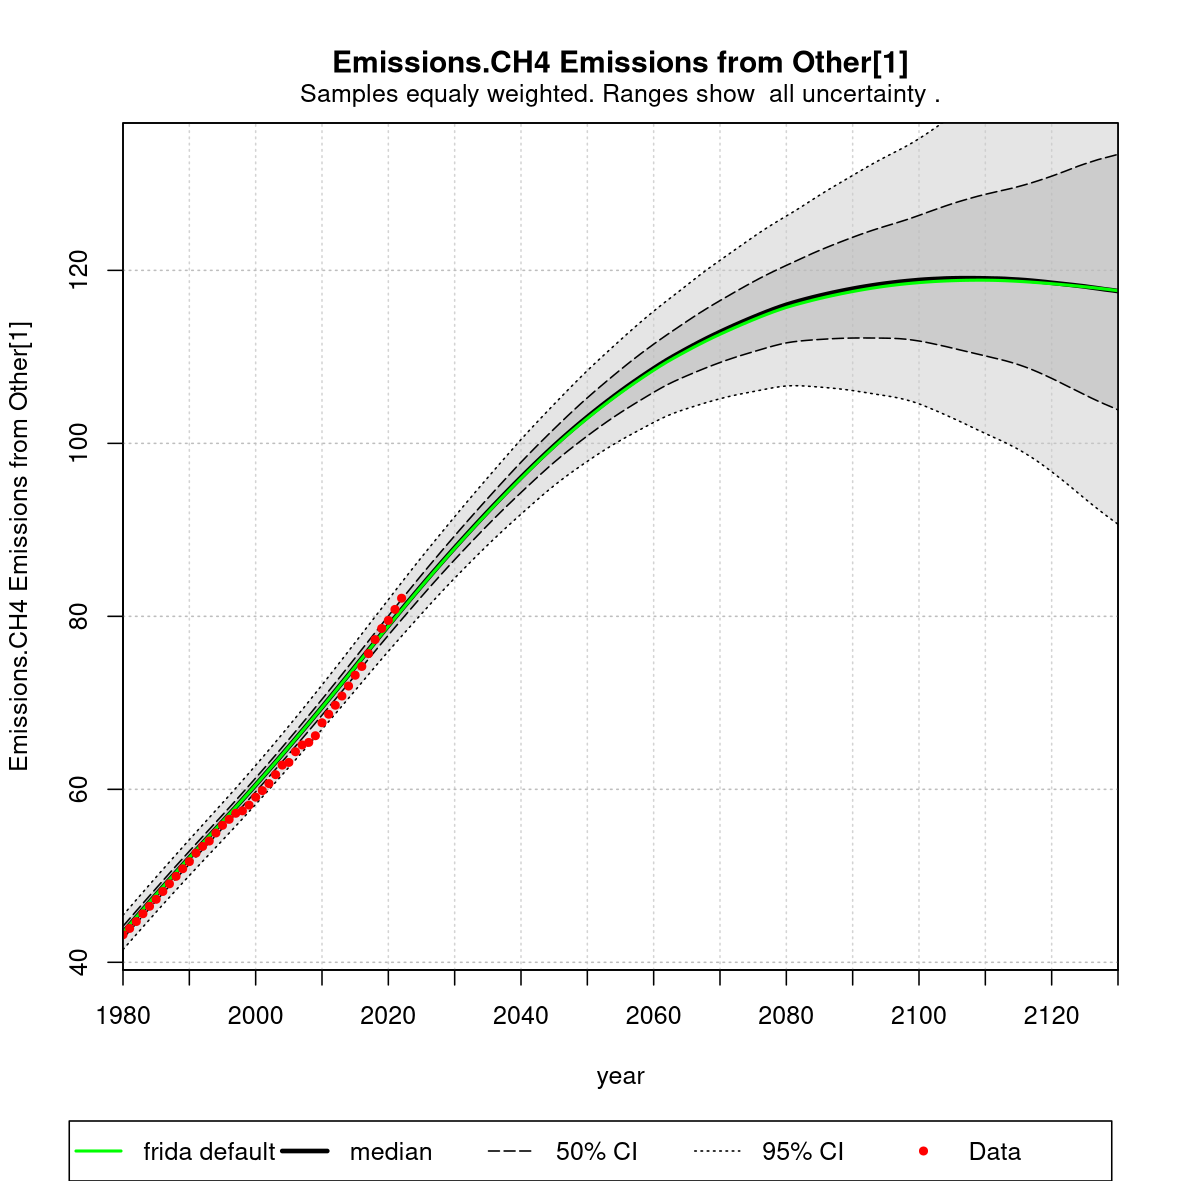 Emissions.CH4 Emissions from Other[1]
Samples equaly weighted. Ranges show  all uncertainty .
Emissions.CH4 Emissions from Other[1]
120
100
80
60
40
1980 2000 2020 2040 2060 2080 2100 2120
year
frida default median 50% CI 95% CI Data